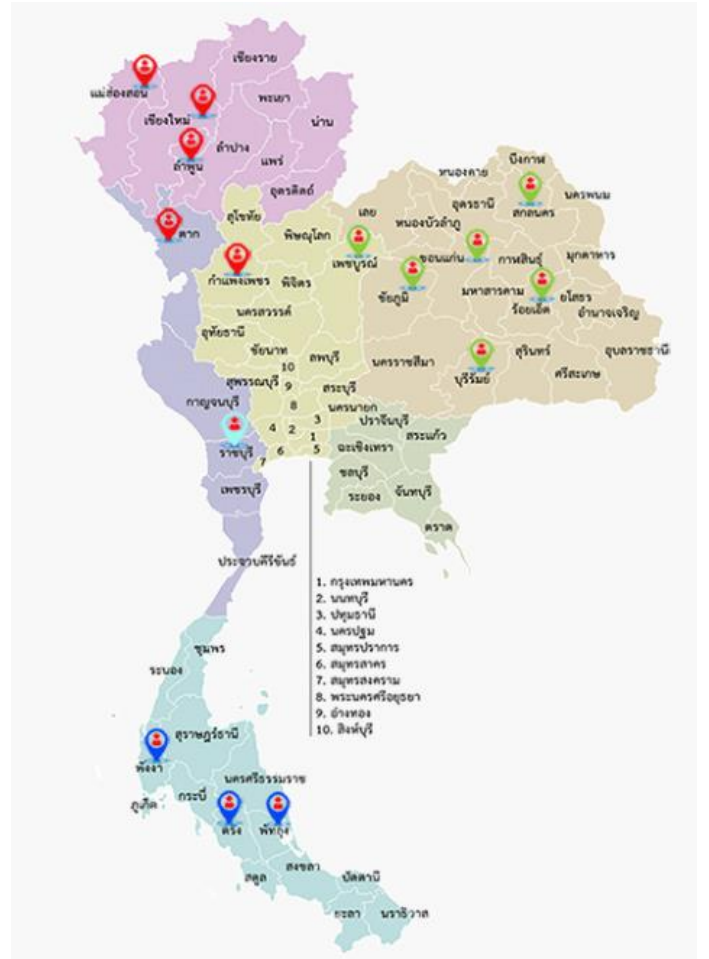 เชียงราย
แม่ฮ่องสอน
พะเยา
เชียงใหม่
น่าน
ลำปาง
ลำพูน
แพร่
อุตรดิตถ์
บึงกาฬ
หนองคาย
นครพนม
สกลนคร
อุดรธานี
เลย
หนองบัวลำภู
สุโขทัย
ตาก
พิษณุโลก
เพชบูรณ์
ขอนแก่น
กาฬสินธุ์
มุกดาหาร
กำแพงเพชร
พิจิตร
ชัยภูมิ
มหาสารคาม
ยโสธร
ร้อยเอ็ด
อำนาจเจริญ
นครสวรรค์
อุทัยธานี
ชัยนาท
ลพบุรี
นครราชสีมา
สุรินทร์
อุบลราชธานี
บุรีรัมย์
ศรีสะเกษ
10
สุพรรณบุรี
9
สระบุรี
กาญจนบุรี
8
นครนายก
3
ปราจีนบุรี
4
2
สระแก้ว
1
ราชบุรี
6
5
ฉะเชิงเทรา
7
ชลบุรี
เพชรบุรี
ระยอง
จันทบุรี
ตราด
ประจวบคีรีขันธ์
1. กรุงเทพมหานคร
2. นนทบุรี
3. ปทุมธานี
4. นครปฐม
5. สมุทรปราการ
6. สมุทรสาคร
7. สมุทรสงคราม
8. พระนครศรีอยุธยา
9. อ่างทอง
10. สิงห์บุรี
ชุมพร
ระนอง
สุราษฎร์ธานี
พังงา
นครศรีธรรมราช
กระบี่
ภูเก็ต
ตรัง
พัทลุง
สงขลา
สตูล
ปัตตานี
ยะลา
นราธิวาส